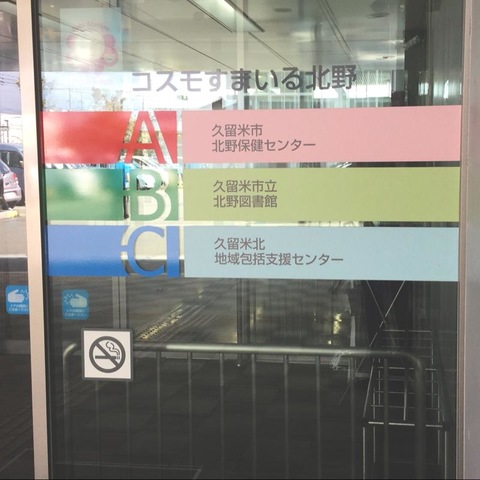 コスモすまいる北野
A
久留米市
北野保健センター
B
久留米市立
北野図書館
C
久留米北
地域包括支援センター